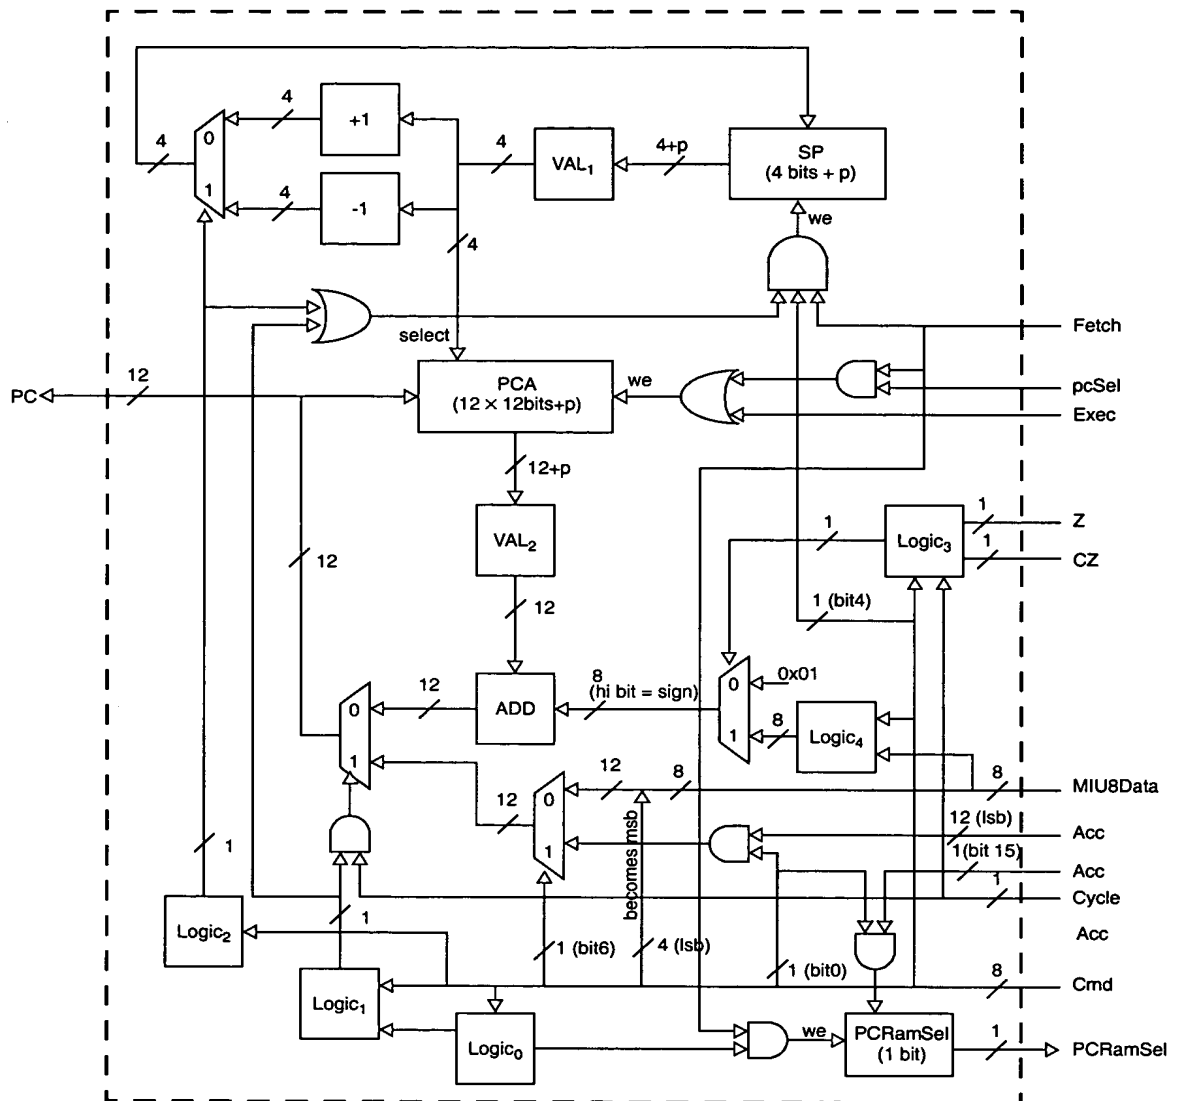 4
+1
0
4
4
4+p
SP
VAL₁
(4 bits + p)
1
4
-1
we
4
Fetch
select
12
PCA
we
pcSel
PC
(12 × 12bits+p)
Exec
12+p
1
Z
1
VAL₂
Logic₃
1
CZ
12
12
1 (bit4)
8
0x01
12
(hi bit = sign)
0
0
ADD
8
1
Logic₄
1
12
8
8
MIU8Data
12
0
12 (lsb)
Acc
1
1
becomes msb
1(bit 15)
Acc
1
Cycle
1
Logic₂
Acc
1 (bit6)
4 (lsb)
1 (bit0)
8
Cmd
Logic₁
we
PCRamSel
1
Logic₀
(1 bit)
PCRamSel